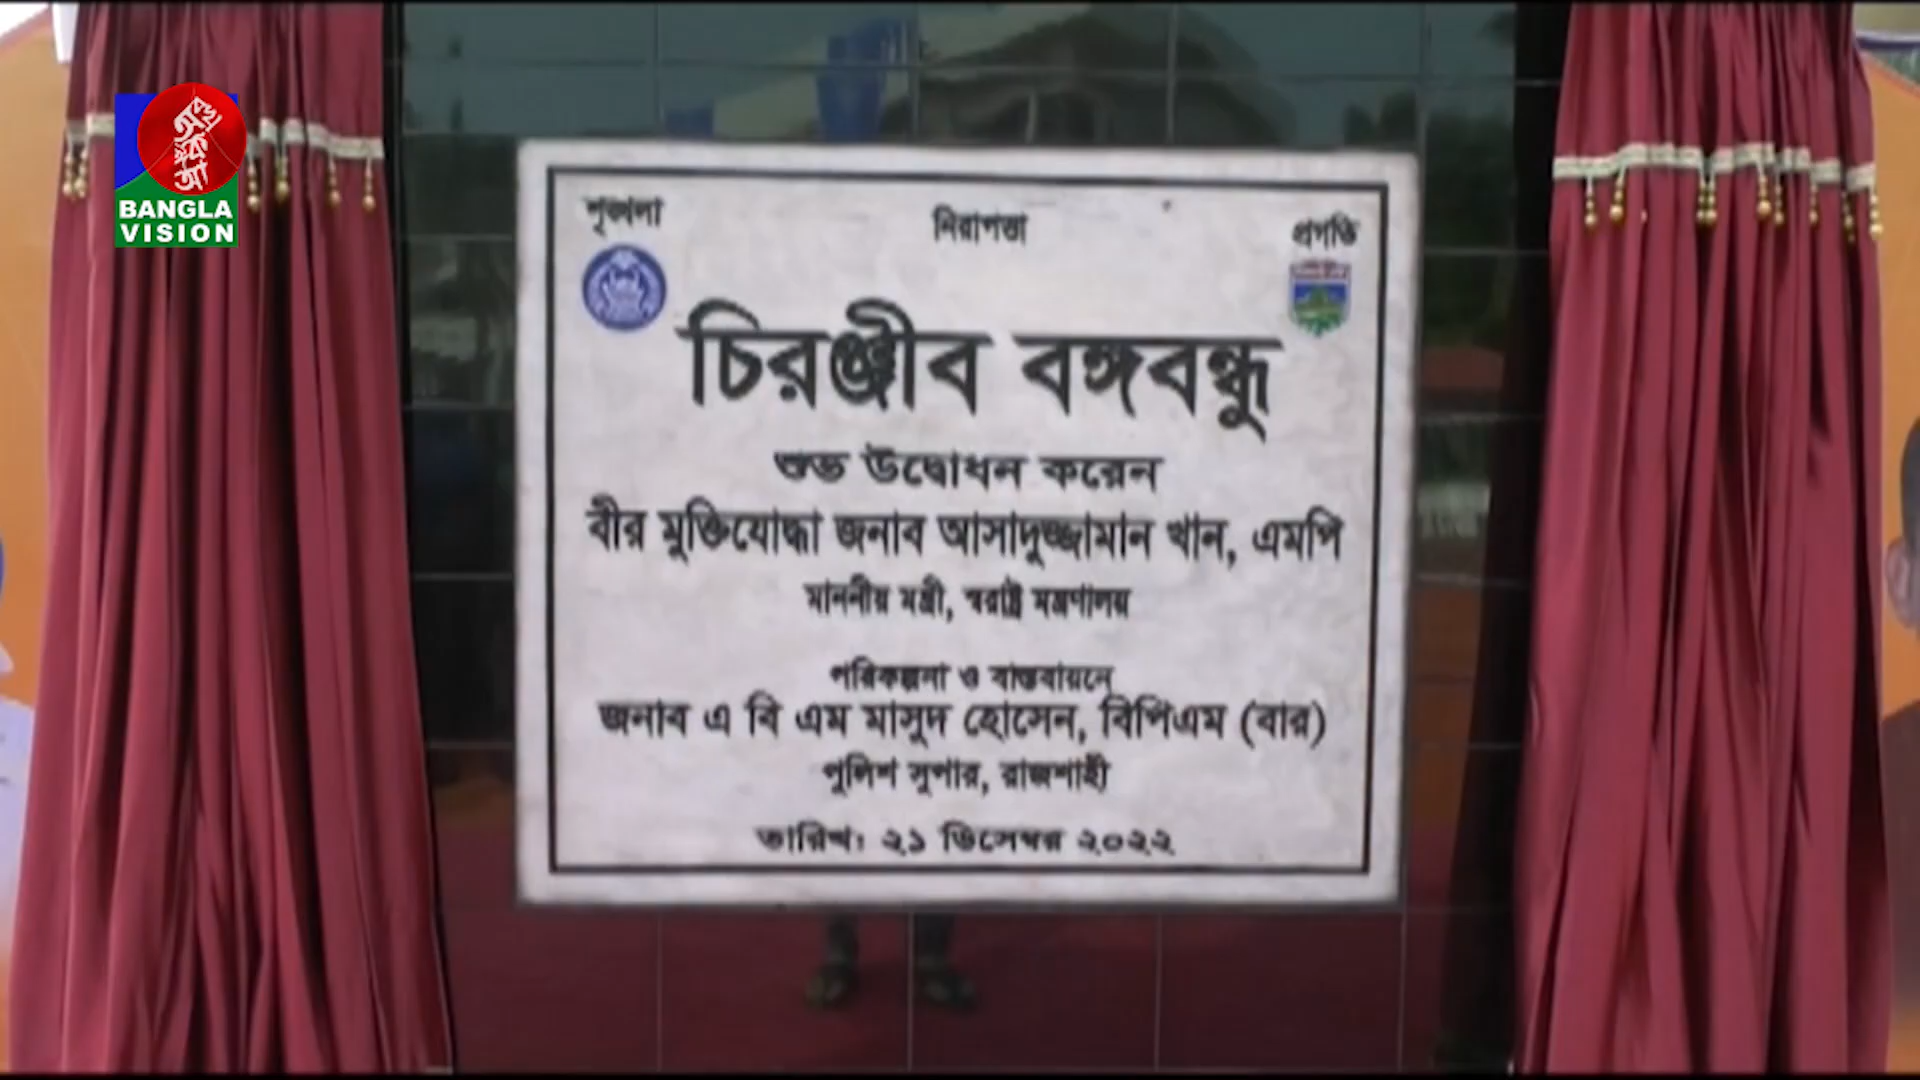 BANGLA
VISION
শৃঙ্খলা নিরাপত্তা প্রগতি
চিরঞ্জীব বঙ্গবন্ধু
শুভ উদ্বোধন করেন
বীর মুক্তিযোদ্ধা জনাব আসাদুজ্জামান খান, এমপি
মাননীয় মন্ত্রী, স্বরাষ্ট্র মন্ত্রণালয়
পরিকল্পনা ও বাস্তবায়নে
জনাব এ বি এম মাসুদ হোসেন, বিপিএম (বার)
পুলিশ সুপার, রাজশাহী
তারিখ: ২১ ডিসেম্বর ২০২২